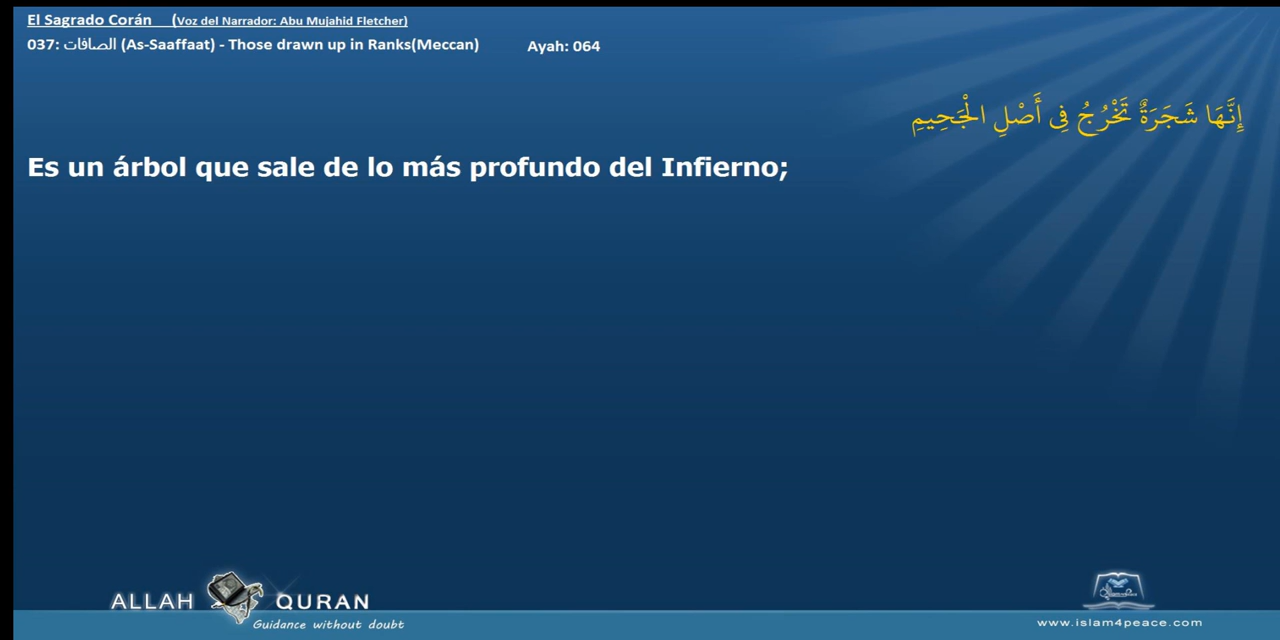 El Sagrado Corán (Voz del Narrador: Abu Mujahid Fletcher)
037: الصافات (As-Saaffaat) - Those drawn up in Ranks(Meccan) Ayah: 064
إِنَّهَا شَجَرَةٌ تَخْرُجُ فِى أَصْلِ الْجَحِيمِ
Es un árbol que sale de lo más profundo del Infierno;
ALLAH QURAN
Guidance without doubt
www.islam4peace.com